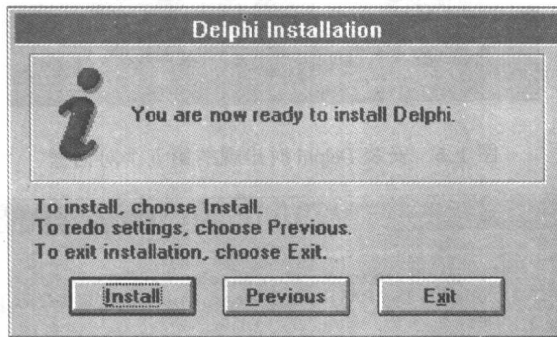 Delphi Installation
You are now ready to install Delphi.
To install, choose Install.
To redo settings, choose Previous.
To exit installation, choose Exit.
Install Previous Exit